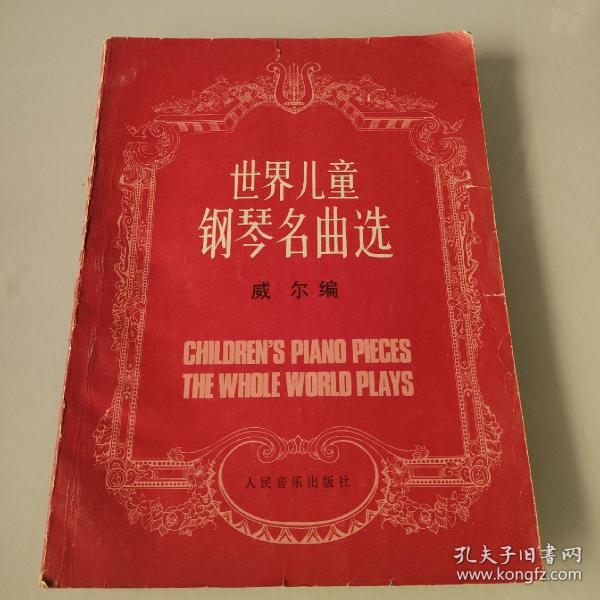 世界儿童
钢琴名曲选
威尔编
CHILDREN'S PIANO PIECES
THE WHOLE WORLD PLAYS
人民音乐出版社
孔夫子旧书网
www.kongfz.com